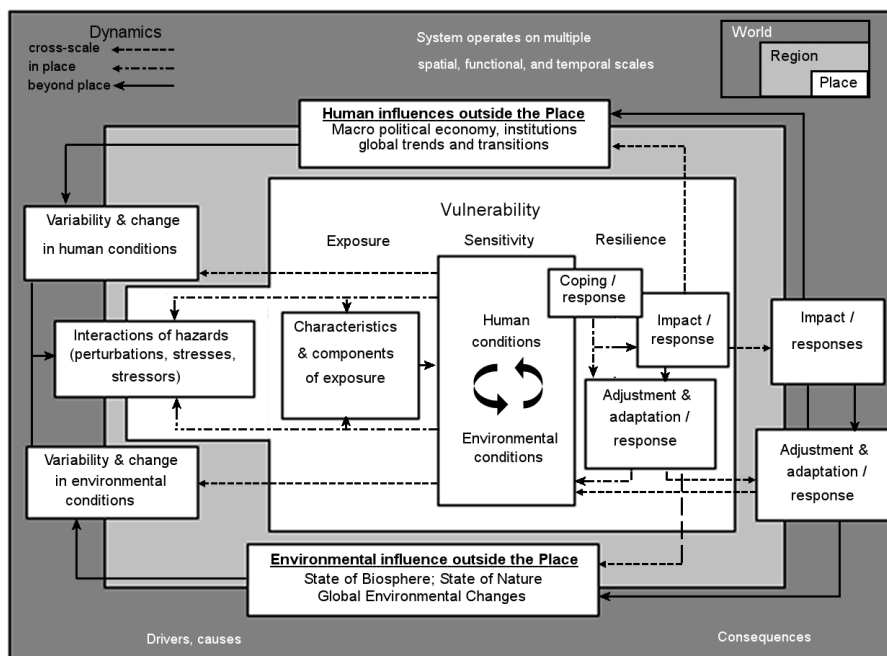 Dynamics
cross-scale
in place
beyond place
System operates on multiple
spatial, functional, and temporal scales
World
Region
Place
Human influences outside the Place
Macro political economy, institutions
global trends and transitions
Variability & change
in human conditions
Vulnerability
Exposure
Sensitivity
Resilience
Coping /
response
Interactions of hazards
(perturbations, stresses,
stressors)
Characteristics
& components
of exposure
Human
conditions
Environmental
conditions
Impact /
response
Adjustment &
adaptation /
response
Impact /
responses
Variability & change
in environmental
conditions
Adjustment &
adaptation /
response
Environmental influence outside the Place
State of Biosphere; State of Nature
Global Environmental Changes
Drivers, causes
Consequences